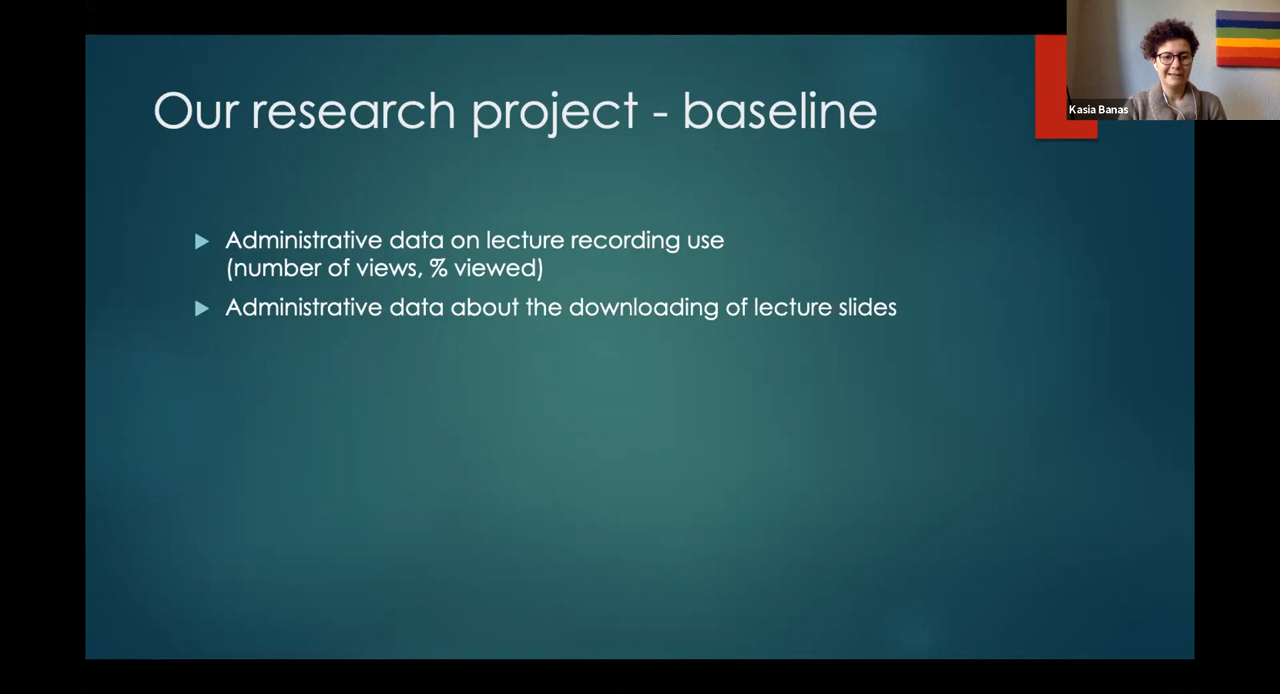 Our research project - baseline
Kasia Banas
Administrative data on lecture recording use
(number of views, % viewed)
Administrative data about the downloading of lecture slides